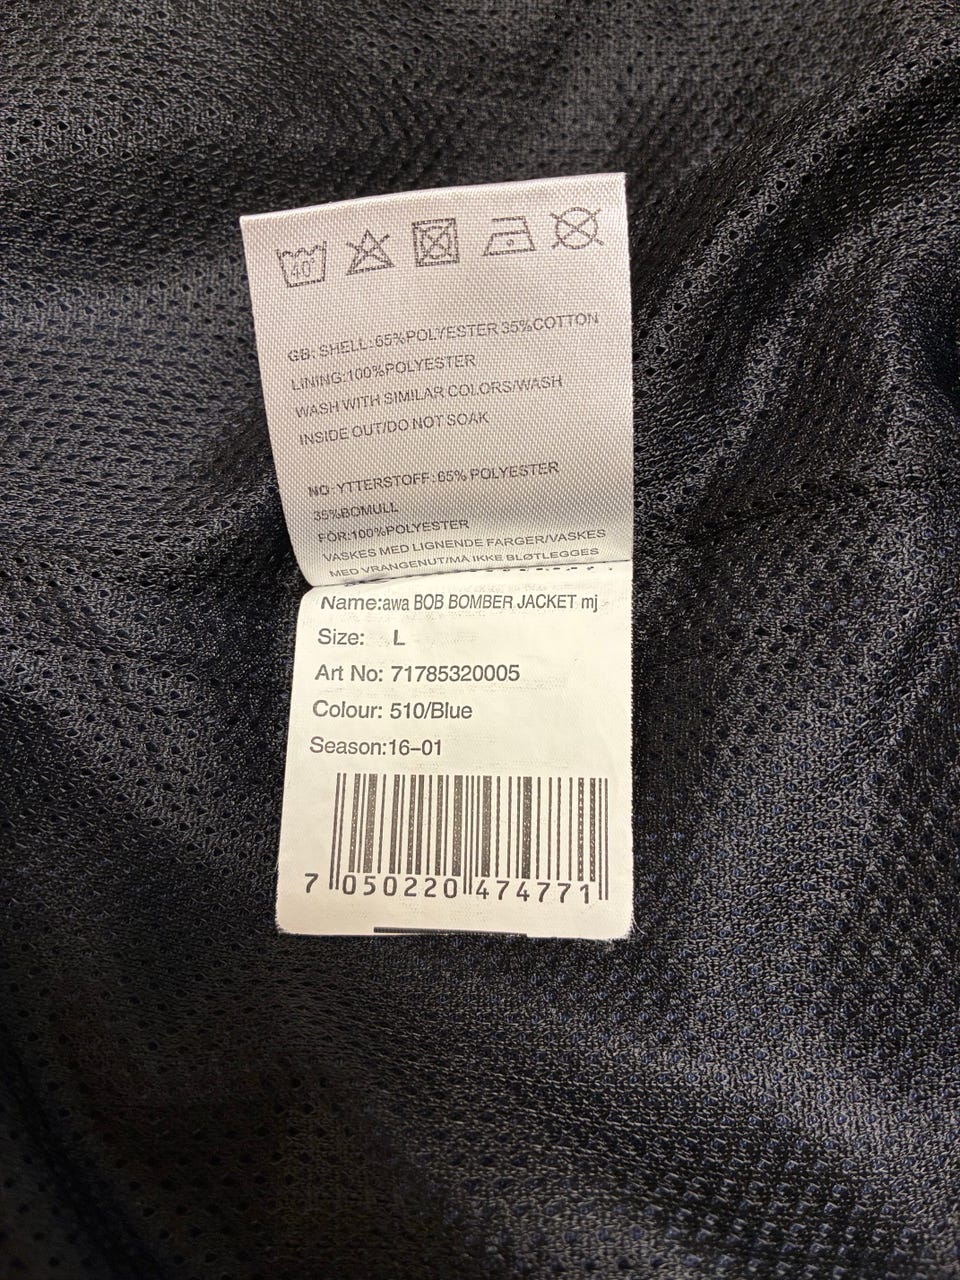 40°
GB: SHELL:65%POLYESTER 35%COTTON
LINING:100%POLYESTER
WASH WITH SIMILAR COLORS/WASH
INSIDE OUT/DO NOT SOAK
NO:YTTERSTOFF:65% POLYESTER
35%BOMULL
FÔR:100%POLYESTER
VASKES MED LIGNENDE FARGER/VASKES
MED VRANGENUT/MÅ IKKE BLØTLEGGES
Name:awa BOB BOMBER JACKET mj
Size: L
Art No: 71785320005
Colour: 510/Blue
Season:16-01
7 050220 474771